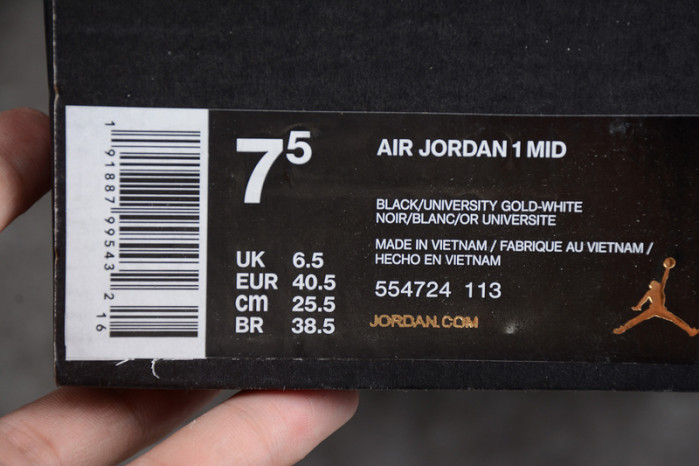 1 91887 99543 2 16
7 5
AIR JORDAN 1 MID
BLACK/UNIVERSITY GOLD-WHITE
NOIR/BLANC/OR UNIVERSITE
MADE IN VIETNAM / FABRIQUE AU VIETNAM /
HECHO EN VIETNAM
UK 6.5
EUR 40.5
cm 25.5
BR 38.5
554724 113
JORDAN.COM